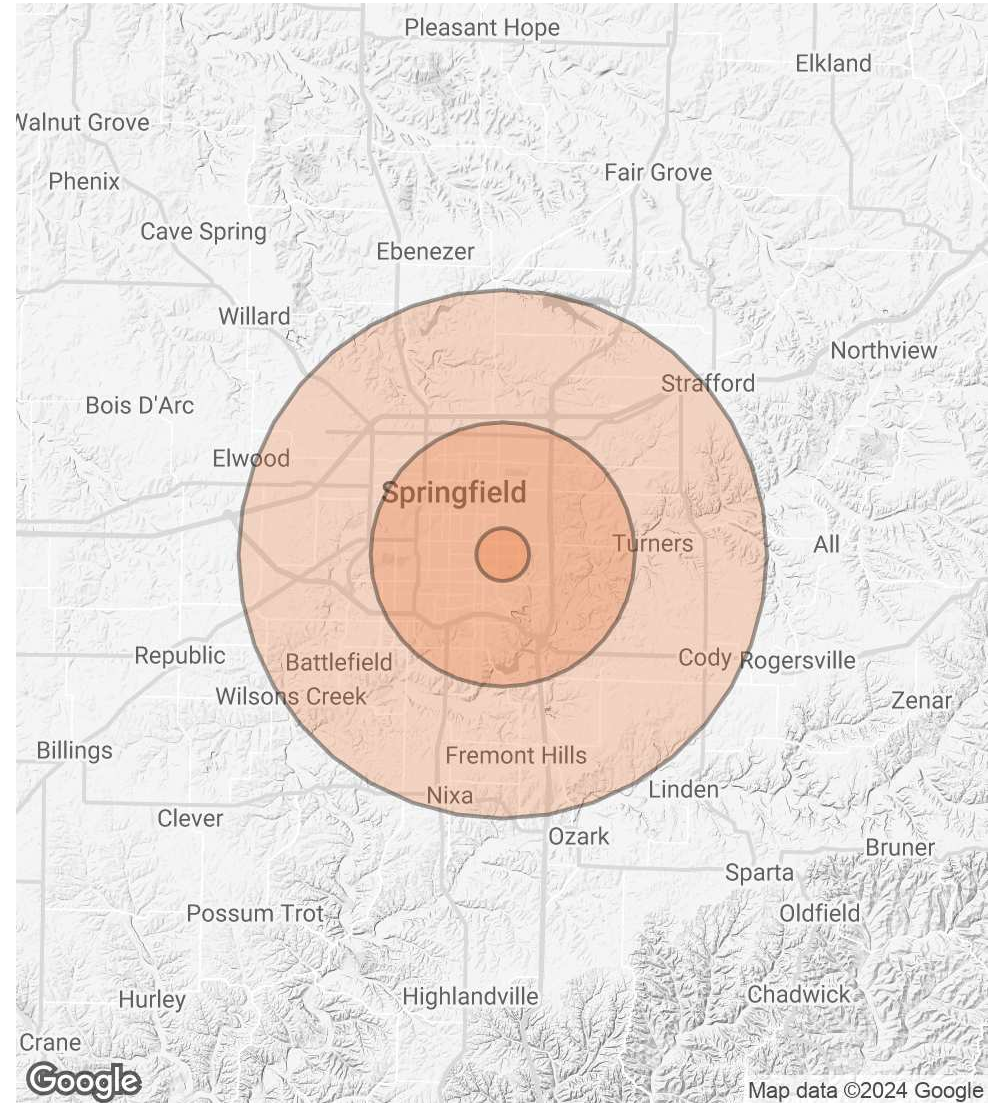 Pleasant Hope
Elkland
Walnut Grove
Fair Grove
Phenix
Cave Spring
Ebenezer
Willard
Northview
Strafford
Bois D'Arc
Elwood
Springfield
Turners
All
Republic
Battlefield
Cody
Rogersville
Wilsons Creek
Zenar
Billings
Fremont Hills
Nixa
Linden
Clever
Ozark
Bruner
Sparta
Possum Trot
Oldfield
Hurley
Highlandville
Chadwick
Crane
Google
Map data ©2024 Google